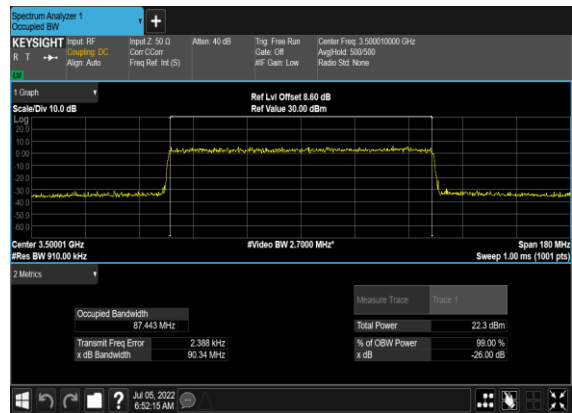 Spectrum Analyzer 1
Occupied BW
+
KEYSIGHT
R T
LW
Input: RF
Coupling: DC
Align: Auto
Input Z: 50 Ω
Corr CCorr
Freq Ref: Int (S)
Atten: 40 dB
Trig: Free Run
Gate: Off
#IF Gain: Low
Center Freq: 3.500010000 GHz
Avg|Hold: 500/500
Radio Std: None
1 Graph
Scale/Div 10.0 dB
Ref Lvl Offset 8.60 dB
Ref Value 30.00 dBm
Log
20.0
10.0
0.00
-10.0
-20.0
-30.0
-40.0
-50.0
-60.0
Center 3.50001 GHz
#Res BW 910.00 kHz
#Video BW 2.7000 MHz*
Span 180 MHz
Sweep 1.00 ms (1001 pts)
2 Metrics
Measure Trace
Trace 1
Occupied Bandwidth
87.443 MHz
Total Power
22.3 dBm
Transmit Freq Error
2.388 kHz
% of OBW Power
99.00 %
x dB Bandwidth
90.34 MHz
x dB
-26.00 dB
?
Jul 05, 2022
6:52:15 AM